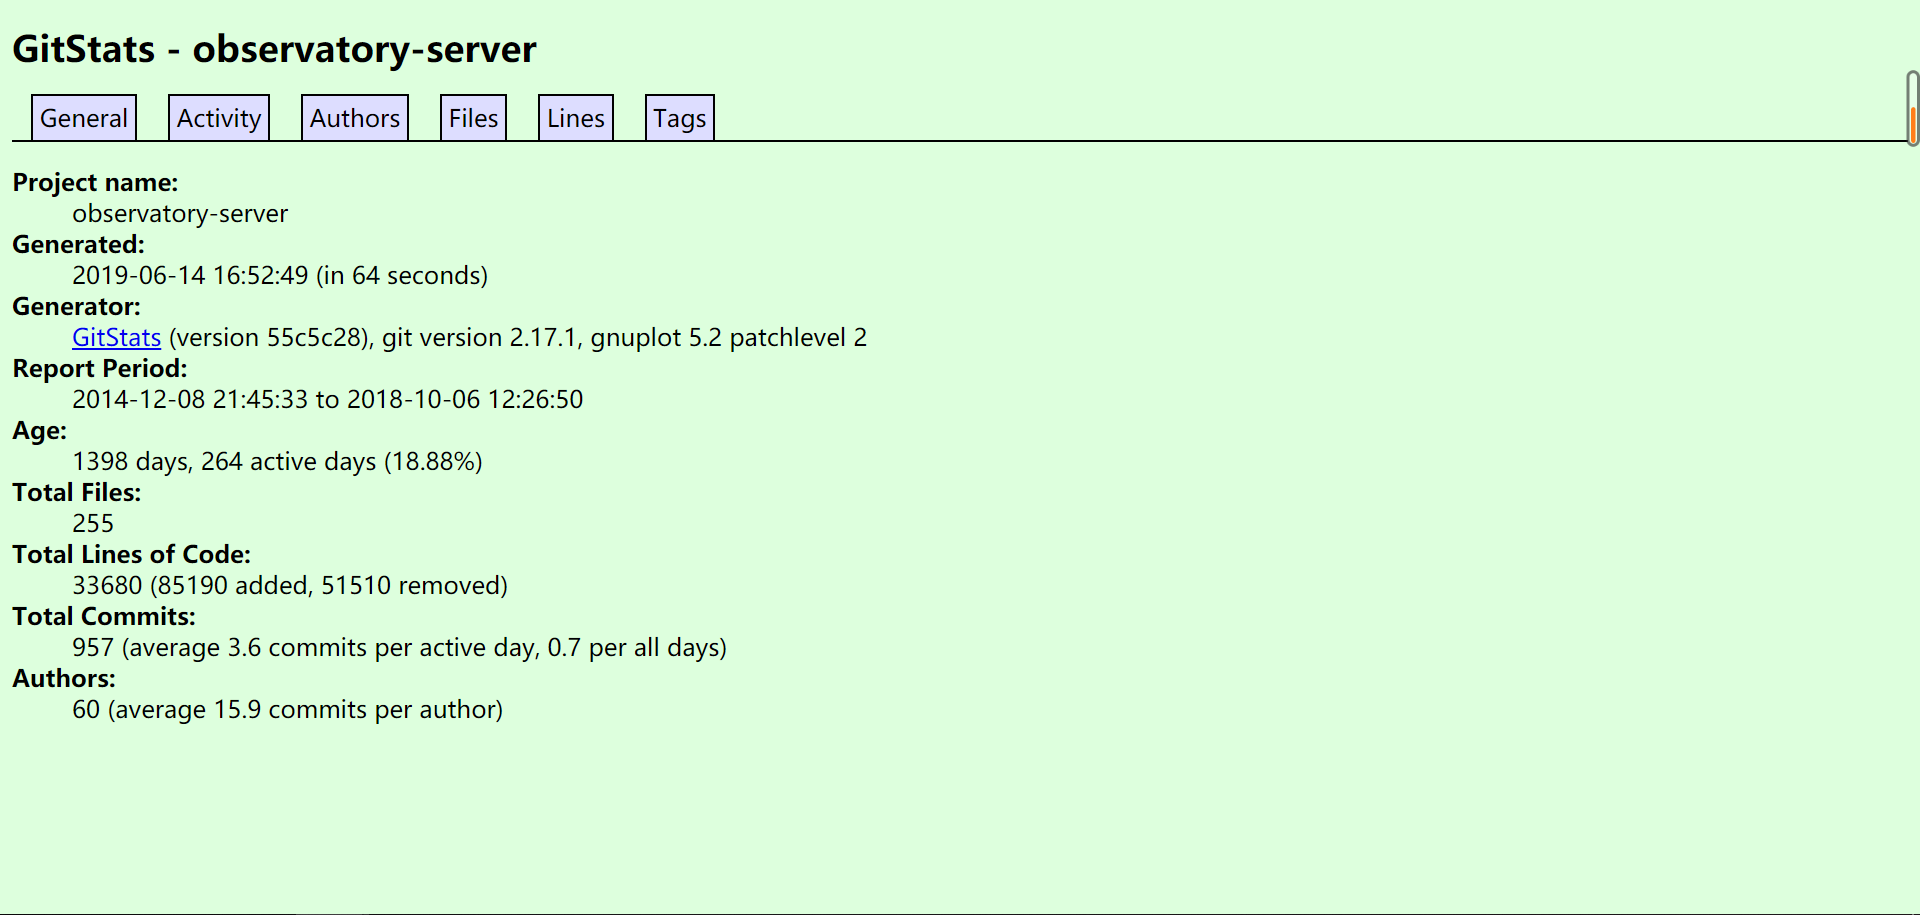 GitStats - observatory-server
General Activity Authors Files Lines Tags
Project name:
observatory-server
Generated:
2019-06-14 16:52:49 (in 64 seconds)
Generator:
GitStats (version 55c5c28), git version 2.17.1, gnuplot 5.2 patchlevel 2
Report Period:
2014-12-08 21:45:33 to 2018-10-06 12:26:50
Age:
1398 days, 264 active days (18.88%)
Total Files:
255
Total Lines of Code:
33680 (85190 added, 51510 removed)
Total Commits:
957 (average 3.6 commits per active day, 0.7 per all days)
Authors:
60 (average 15.9 commits per author)